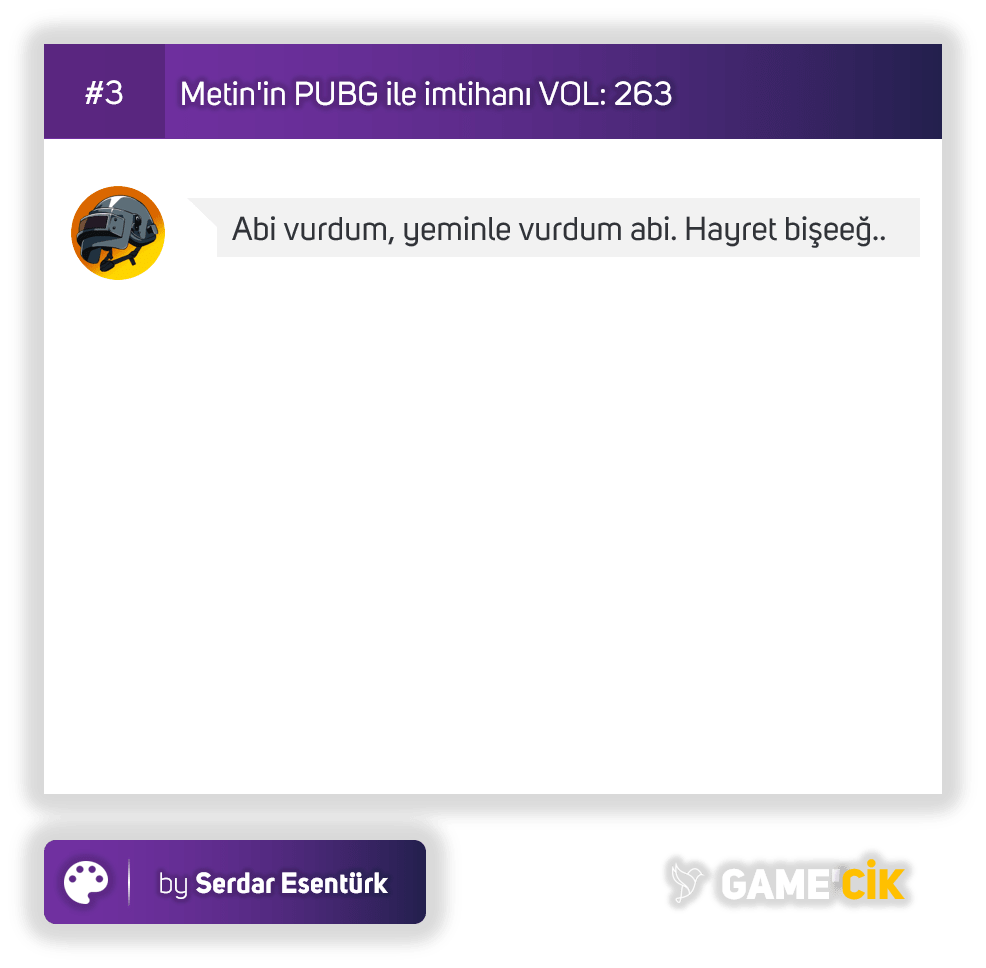 #3
Metin'in PUBG ile imtihanı VOL: 263
Abi vurdum, yeminle vurdum abi. Hayret bişeeğ..
by Serdar Esentürk
GAME'CİK